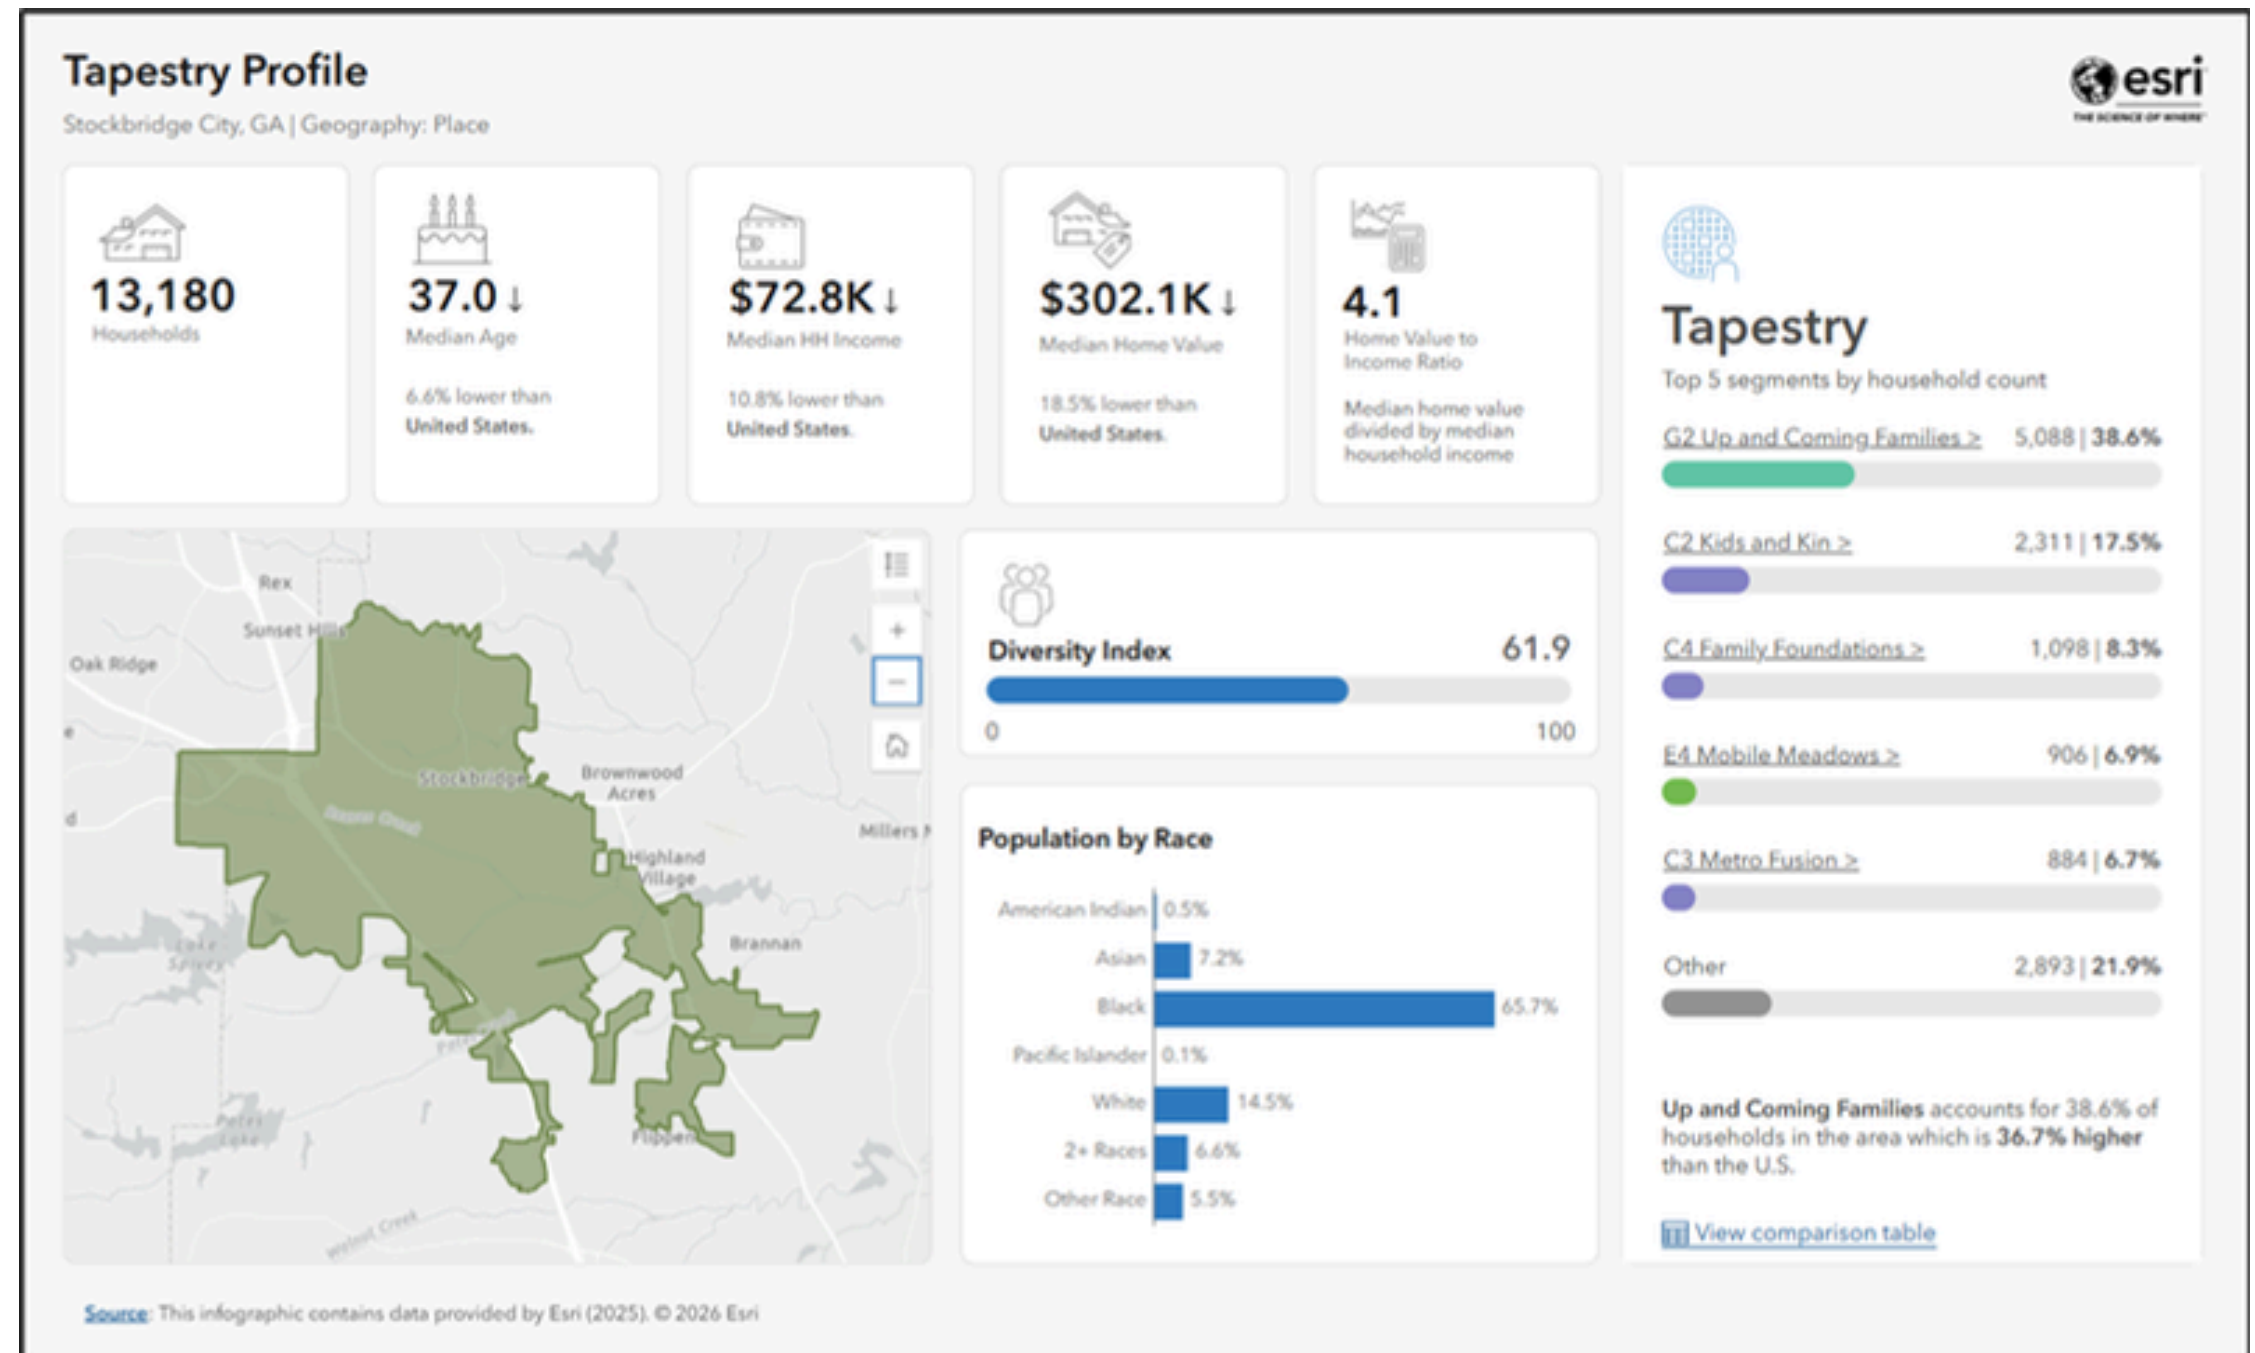 Tapestry Profile
Stockbridge City, GA | Geography: Place
esri
THE SCIENCE OF WHERE
13,180
Households
37.0 ↓
Median Age
6.6% lower than
United States.
$72.8K ↓
Median HH Income
10.8% lower than
United States.
$302.1K ↓
Median Home Value
18.5% lower than
United States.
4.1
Home Value to
Income Ratio
Median home value
divided by median
household income
Rex
Sunset Hills
Oak Ridge
e
Stockbridge
Brownwood
Acres
d
Millers
Highland
Village
Lake
Spivey
Brannan
Flippen
Walnut Creek
Diversity Index
61.9
0
100
Population by Race
American Indian 0.5%
Asian 7.2%
Black 65.7%
Pacific Islander 0.1%
White 14.5%
2+ Races 6.6%
Other Race 5.5%
Tapestry
Top 5 segments by household count
G2 Up and Coming Families > 5,088 | 38.6%
C2 Kids and Kin > 2,311 | 17.5%
C4 Family Foundations > 1,098 | 8.3%
E4 Mobile Meadows > 906 | 6.9%
C3 Metro Fusion > 884 | 6.7%
Other 2,893 | 21.9%
Up and Coming Families accounts for 38.6% of
households in the area which is 36.7% higher
than the U.S.
View comparison table
Source: This infographic contains data provided by Esri (2025). © 2026 Esri